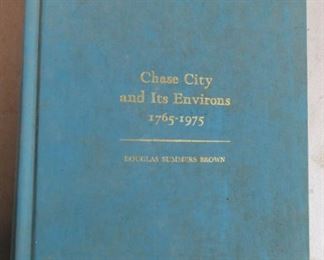 Chase City
and Its Environs
1765-1975
DOUGLAS SUMMERS BROWN